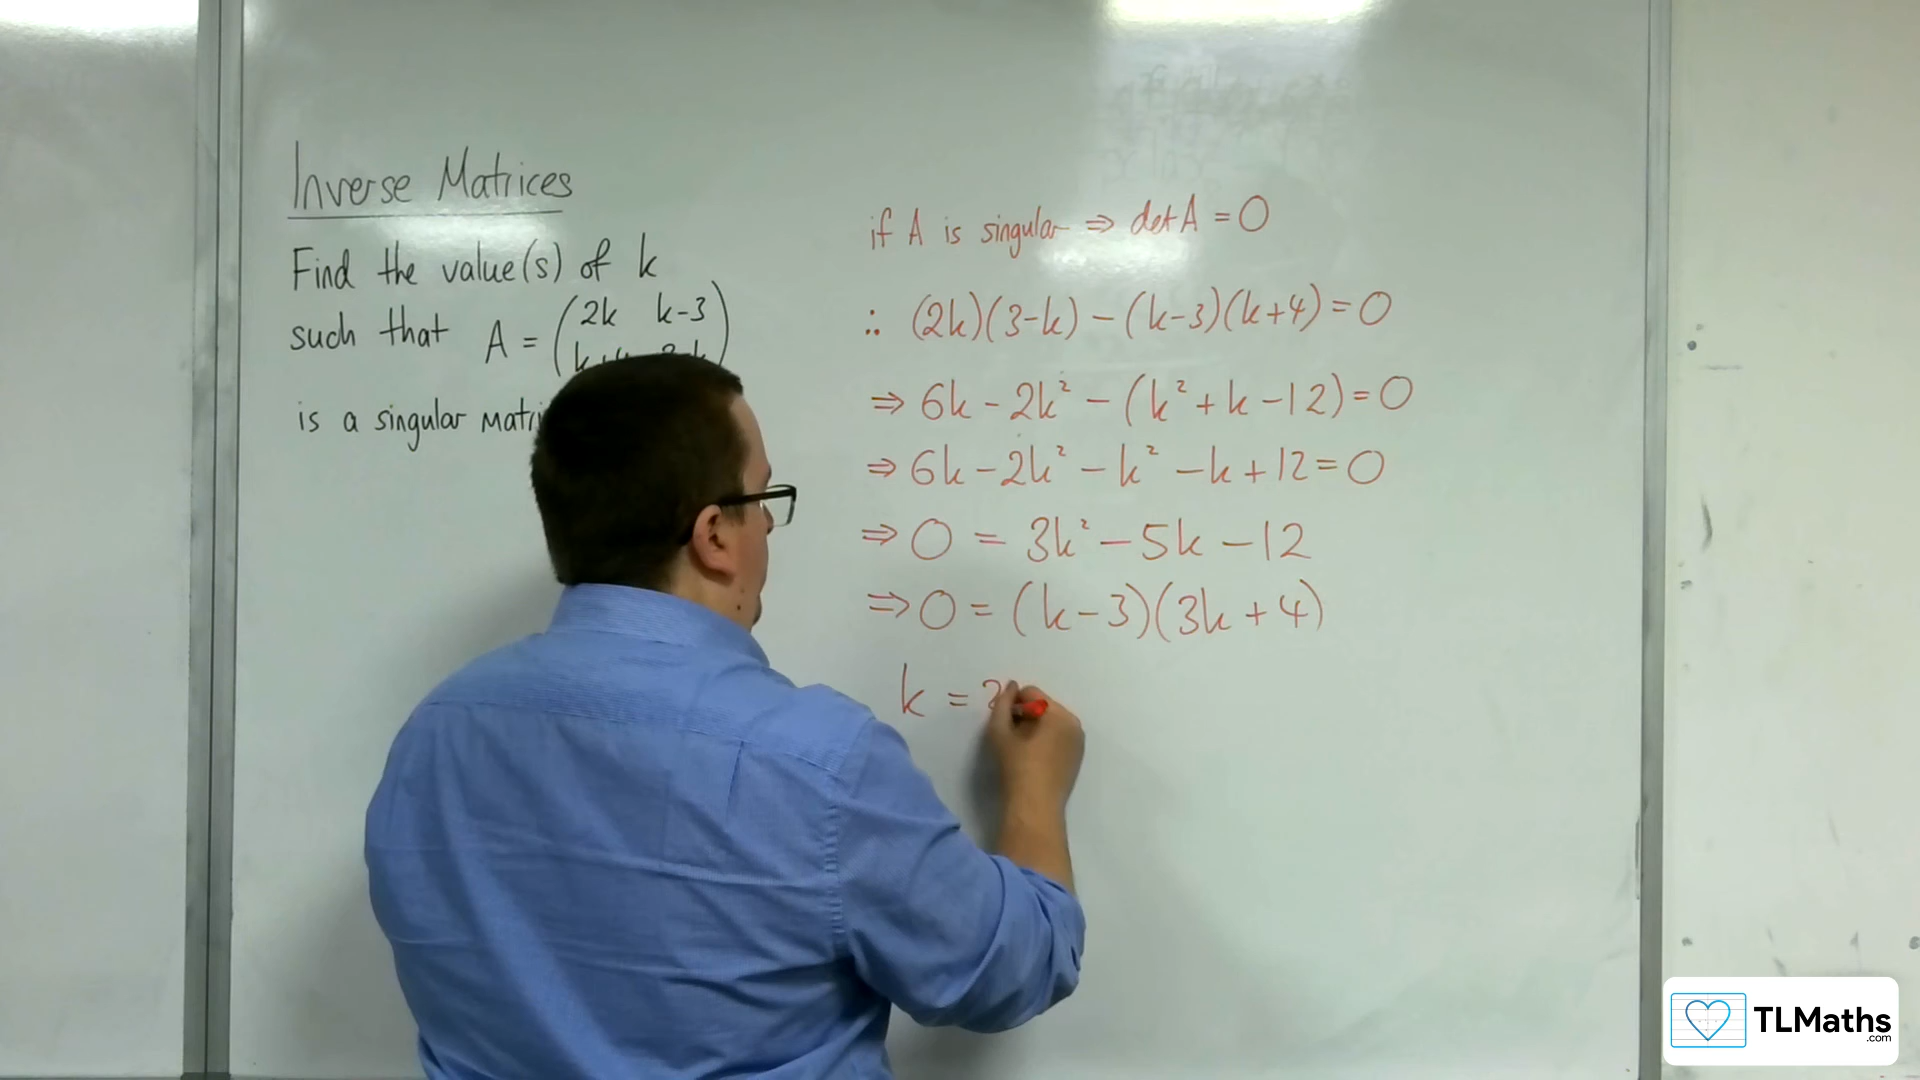 Inverse Matrices
Find the value(s) of k
such that A = (2k k-3
is a singular
if A is singular ⇒ det A = 0
∴ (2k)(3-k) - (k-3)(k+4) = 0
⇒ 6k - 2k² - (k² + k - 12) = 0
⇒ 6k - 2k² - k² - k + 12 = 0
⇒ 0 = 3k² - 5k - 12
⇒ 0 = (k-3)(3k+4)
k =
TLMaths
.com